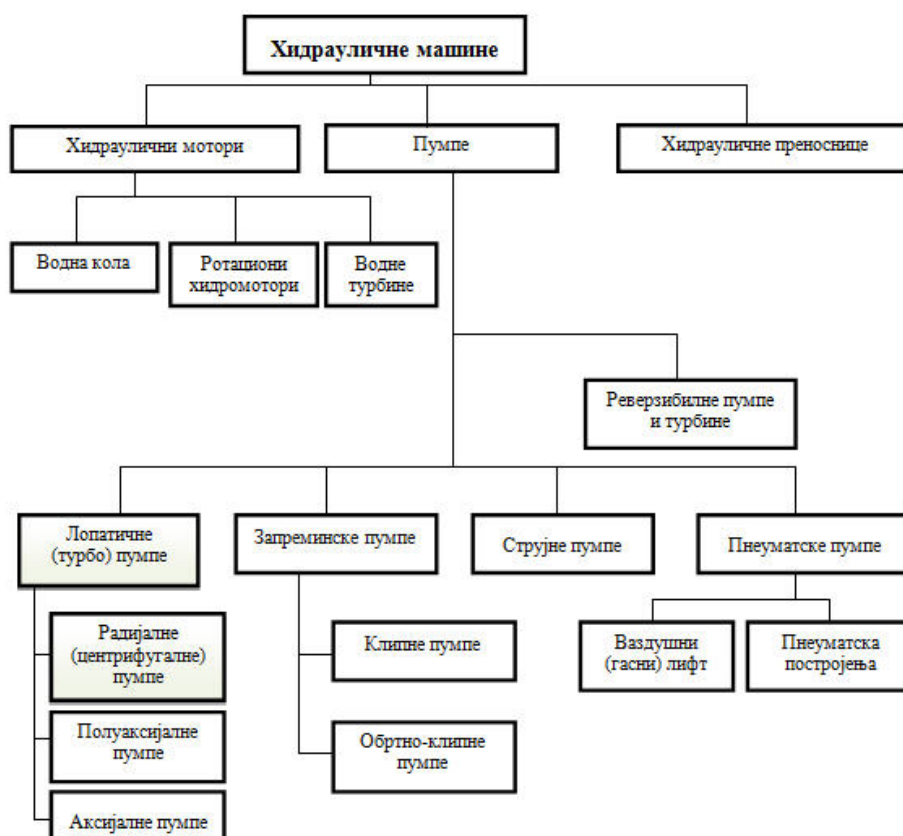 Хидрауличне машине
Хидраулични мотори
Пумпе
Хидрауличне преноснице
Водна кола
Ротациони
хидромотори
Водне
турбине
Реверзибилне пумпе
и турбине
Лопатичне
(турбо) пумпе
Запреминске пумпе
Струјне пумпе
Пнеуматске пумпе
Радијалне
(центрифугалне)
пумпе
Полуаксијалне
пумпе
Аксијалне пумпе
Клипне пумпе
Обртно-клипне
пумпе
Ваздушни
(гасни) лифт
Пнеуматска
постројења